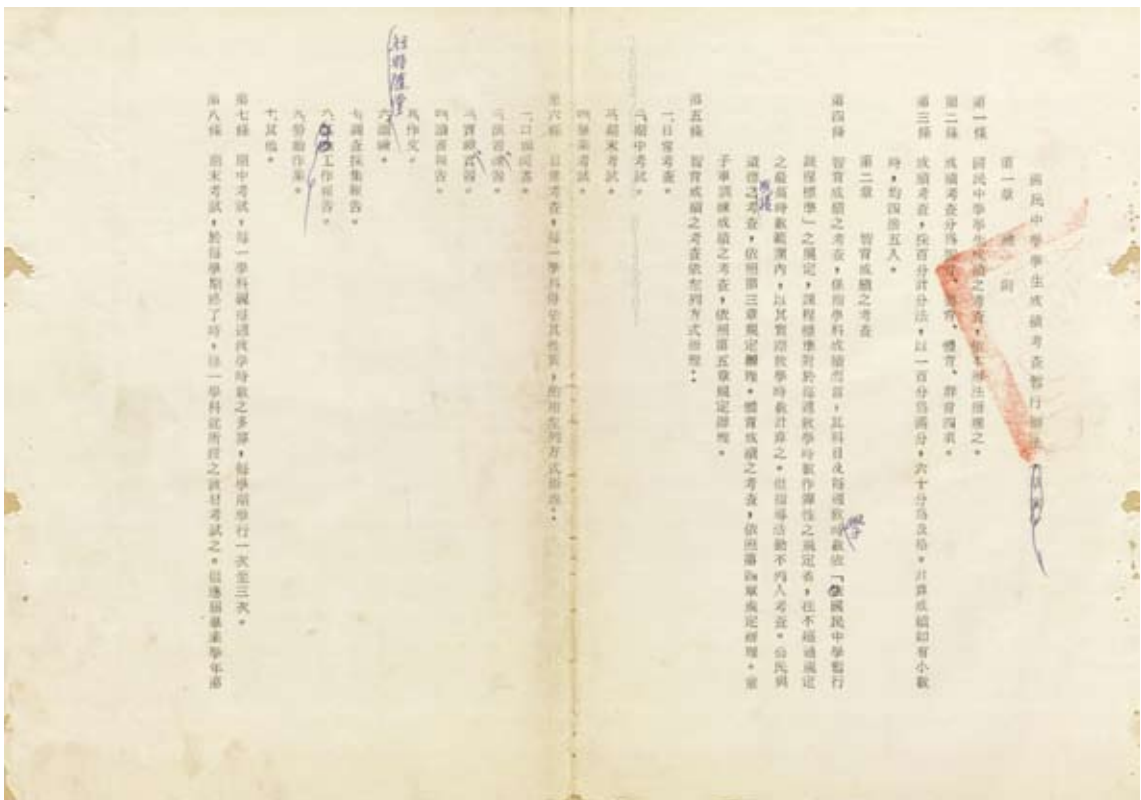 國民中學學生成績考查暫行辦法
第一章 總則
第一條 國民中學學生成績之考查,依本辦法辦理之。
第二條 成績考查分為德育、智育、體育、群育四項。
第三條 成績考查,採百分計分法,以一百分為滿分,六十分為及格。計算成績如有小數
時,均四捨五入。
第二章 智育成績之考查
第四條 智育成績之考查,係指學科成績而言,其科目及每週教學時數依「國民中學暫行
課程標準」之規定,課程標準對於每週教學時數作彈性之規定者,在不超過規定
之最高時數範圍內,以其實際教學時數計算之。但指導活動不列入考查。公民與
道德之考查,依照第三章規定辦理。體育成績之考查,依照第四章規定辦理。童
子軍訓練成績之考查,依照第五章規定辦理。
第五條 智育成績之考查依左列方式辦理:
一、日常考查。
二、期中考試。
三、期末考試。
四、畢業考試。
第六條 日常考查,每一學科得依其性質,酌用左列方式辦理:
一、口頭問答。
二、演習練習。
三、實驗實習。
四、讀書報告。
五、作文。
六、測驗。
七、調查採集報告。
八、工作報告。
九、勞動作業。
十、其他。
第七條 期中考試,每一學科視每週教學時數之多寡,每學期舉行一次至三次。
第八條 期末考試,於每學期終了時,每一學科就所授之教材考試之。但應屆畢業學年第